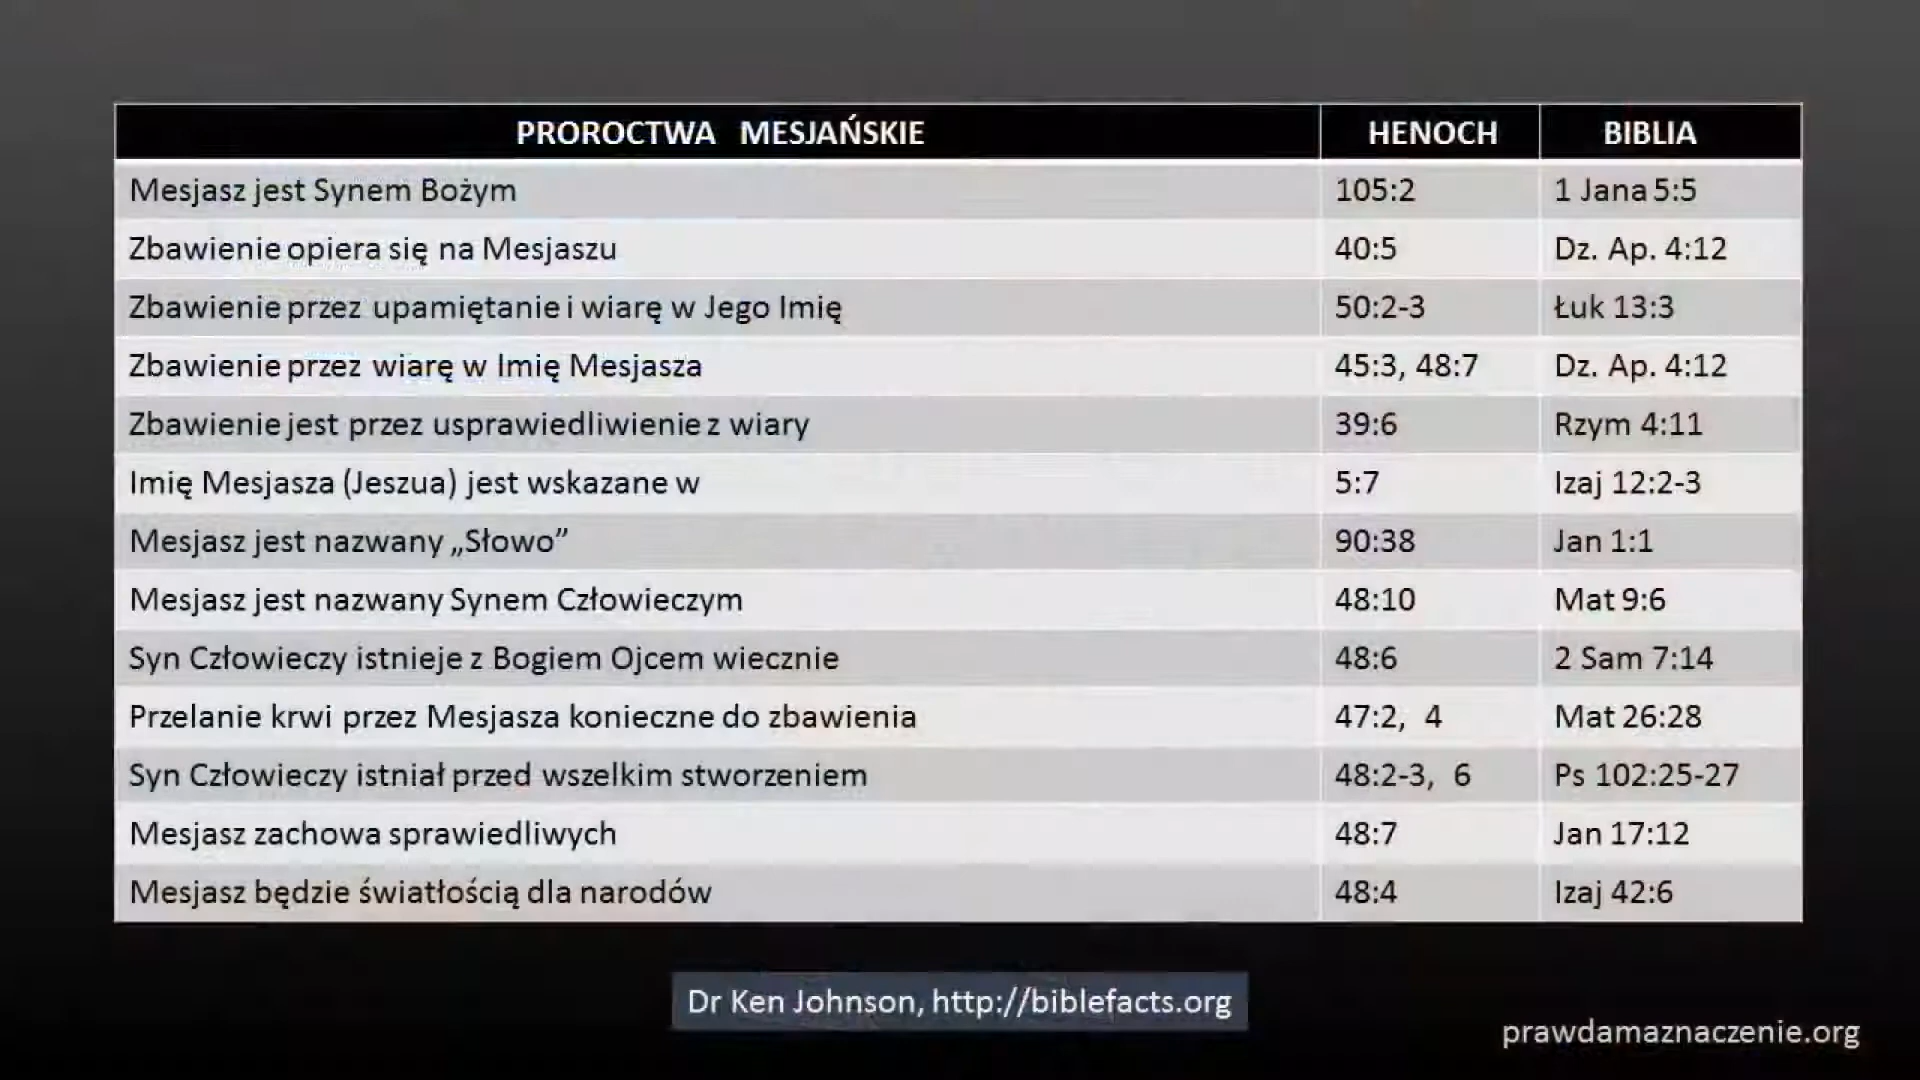 PROROCTWA MESJAŃSKIE HENOCH BIBLIA
Mesjasz jest Synem Bożym 105:2 1 Jana 5:5
Zbawienie opiera się na Mesjaszu 40:5 Dz. Ap. 4:12
Zbawienie przez upamiętanie i wiarę w Jego Imię 50:2-3 Łuk 13:3
Zbawienie przez wiarę w Imię Mesjasza 45:3, 48:7 Dz. Ap. 4:12
Zbawienie jest przez usprawiedliwienie z wiary 39:6 Rzym 4:11
Imię Mesjasza (Jeszua) jest wskazane w 5:7 Izaj 12:2-3
Mesjasz jest nazwany „Słowo” 90:38 Jan 1:1
Mesjasz jest nazwany Synem Człowieczym 48:10 Mat 9:6
Syn Człowieczy istnieje z Bogiem Ojcem wiecznie 48:6 2 Sam 7:14
Przelanie krwi przez Mesjasza konieczne do zbawienia 47:2, 4 Mat 26:28
Syn Człowieczy istniał przed wszelkim stworzeniem 48:2-3, 6 Ps 102:25-27
Mesjasz zachowa sprawiedliwych 48:7 Jan 17:12
Mesjasz będzie światłością dla narodów 48:4 Izaj 42:6
Dr Ken Johnson, http://biblefacts.org
prawdamaznaczenie.org